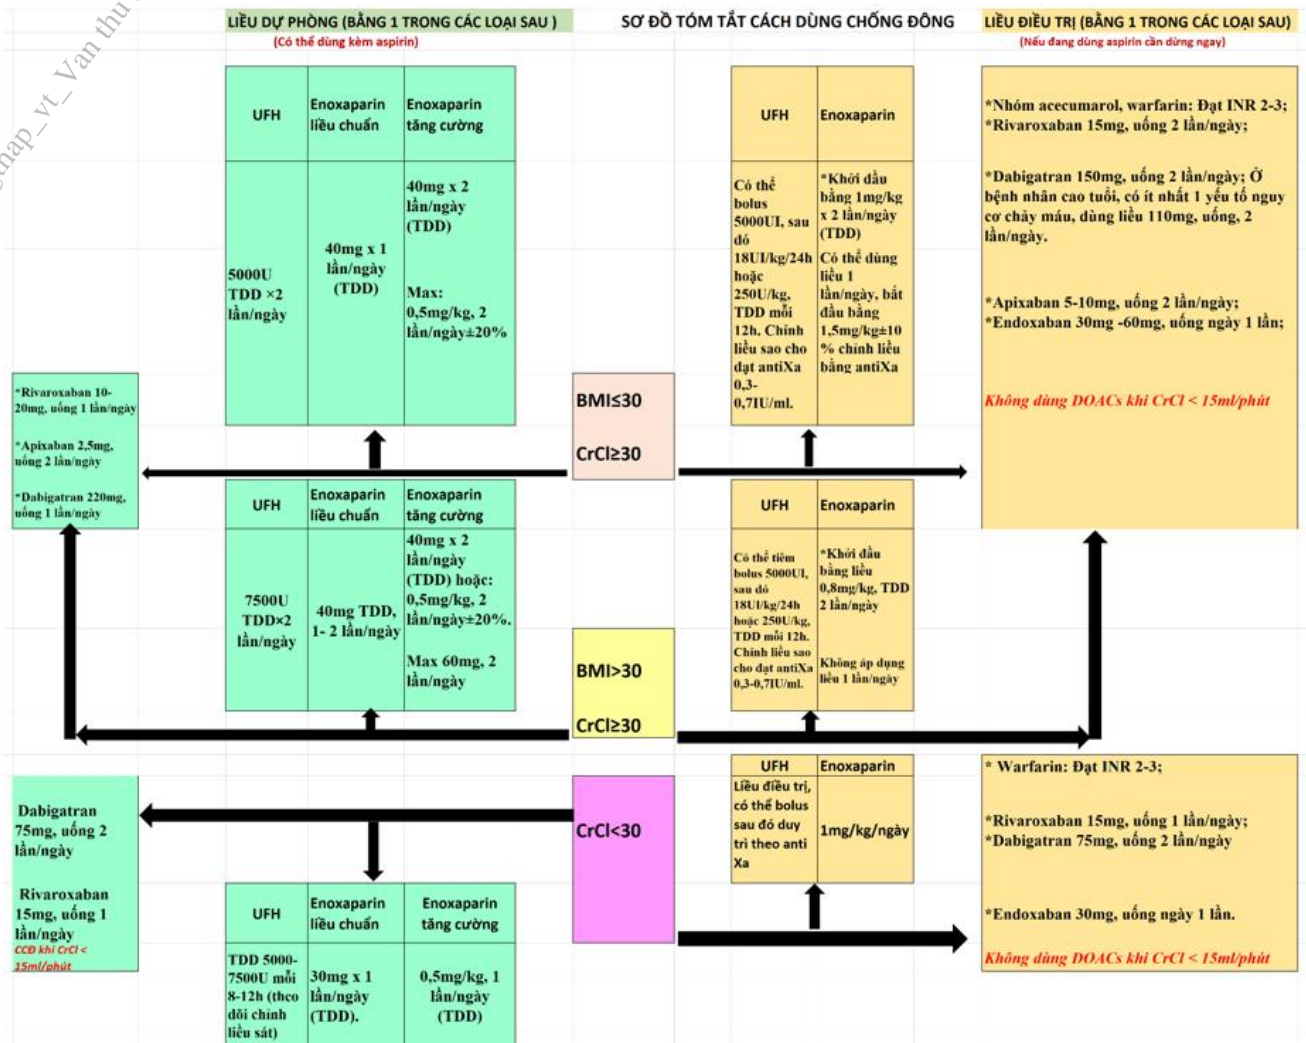 LIỀU DỰ PHÒNG (BẰNG 1 TRONG CÁC LOẠI SAU )
(Có thể dùng kèm aspirin)
SƠ ĐỒ TÓM TẮT CÁCH DÙNG CHỐNG ĐÔNG
LIỀU ĐIỀU TRỊ (BẰNG 1 TRONG CÁC LOẠI SAU)
(Nếu đang dùng aspirin cần dừng ngay)
_vt_Van thu
UFH
Enoxaparin
liều chuẩn
Enoxaparin
tăng cường
5000U
TDD ×2
lần/ngày
40mg x 1
lần/ngày
(TDD)
40mg x 2
lần/ngày
(TDD)
Max:
0,5mg/kg, 2
lần/ngày±20%
UFH
Enoxaparin
Có thể
bolus
5000UI, sau
đó
18UI/kg/24h
hoặc
250U/kg,
TDD mỗi
12h. Chỉnh
liều sao cho
đạt antiXa
0,3-
0,7IU/ml.
*Khởi đầu
bằng 1mg/kg
x 2 lần/ngày
(TDD)
Có thể dùng
liều 1
lần/ngày, bắt
đầu bằng
1,5mg/kg±10
% chỉnh liều
bằng antiXa
*Nhóm acecumarol, warfarin: Đạt INR 2-3;
*Rivaroxaban 15mg, uống 2 lần/ngày;
*Dabigatran 150mg, uống 2 lần/ngày; Ở
bệnh nhân cao tuổi, có ít nhất 1 yếu tố nguy
cơ chảy máu, dùng liều 110mg, uống, 2
lần/ngày.
*Apixaban 5-10mg, uống 2 lần/ngày;
*Endoxaban 30mg -60mg, uống ngày 1 lần;
Không dùng DOACs khi CrCl < 15ml/phút
*Rivaroxaban 10-
20mg, uống 1 lần/ngày
*Apixaban 2,5mg,
uống 2 lần/ngày
*Dabigatran 220mg,
uống 1 lần/ngày
BMI≤30
CrCl≥30
UFH
Enoxaparin
liều chuẩn
Enoxaparin
tăng cường
7500U
TDD×2
lần/ngày
40mg TDD,
1- 2 lần/ngày
40mg x 2
lần/ngày
(TDD) hoặc:
0,5mg/kg, 2
lần/ngày±20%.
Max 60mg, 2
lần/ngày
BMI>30
CrCl≥30
UFH
Enoxaparin
Có thể tiêm
bolus 5000UI,
sau đó
18UI/kg/24h
hoặc 250U/kg,
TDD mỗi 12h.
Chỉnh liều sao
cho đạt antiXa
0,3-0,7IU/ml.
*Khởi đầu
bằng liều
0,8mg/kg, TDD
2 lần/ngày
Không áp dụng
liều 1 lần/ngày
Dabigatran
75mg, uống 2
lần/ngày
Rivaroxaban
15mg, uống 1
lần/ngày
CCĐ khi CrCl <
15ml/phút
CrCl<30
UFH
Enoxaparin
Liều điều trị,
có thể bolus
sau đó duy
trì theo anti
Xa
1mg/kg/ngày
* Warfarin: Đạt INR 2-3;
*Rivaroxaban 15mg, uống 1 lần/ngày;
*Dabigatran 75mg, uống 2 lần/ngày
*Endoxaban 30mg, uống ngày 1 lần.
Không dùng DOACs khi CrCl < 15ml/phút
UFH
Enoxaparin
liều chuẩn
Enoxaparin
tăng cường
TDD 5000-
7500U mỗi
8-12h (theo
dõi chỉnh
liều sát)
30mg x 1
lần/ngày
(TDD).
0,5mg/kg, 1
lần/ngày
(TDD)